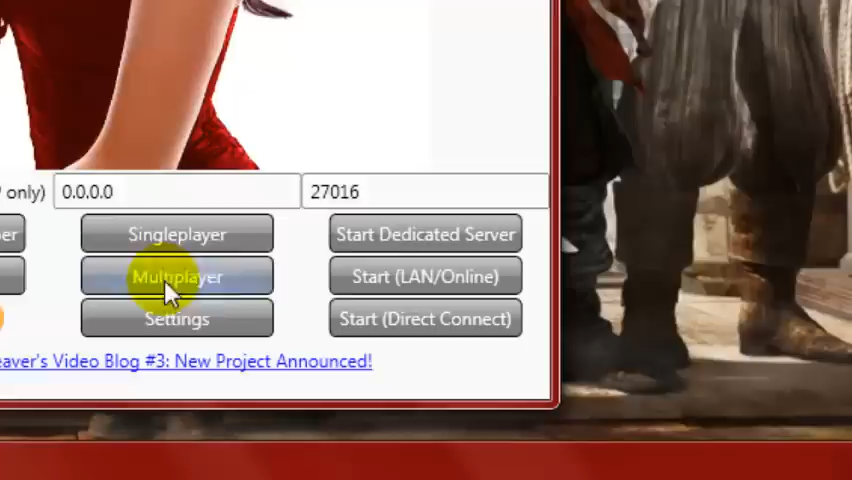 only) 0.0.0.0 27016
er Singleplayer Start Dedicated Server
Multiplayer Start (LAN/Online)
Settings Start (Direct Connect)
eaver's Video Blog #3: New Project Announced!